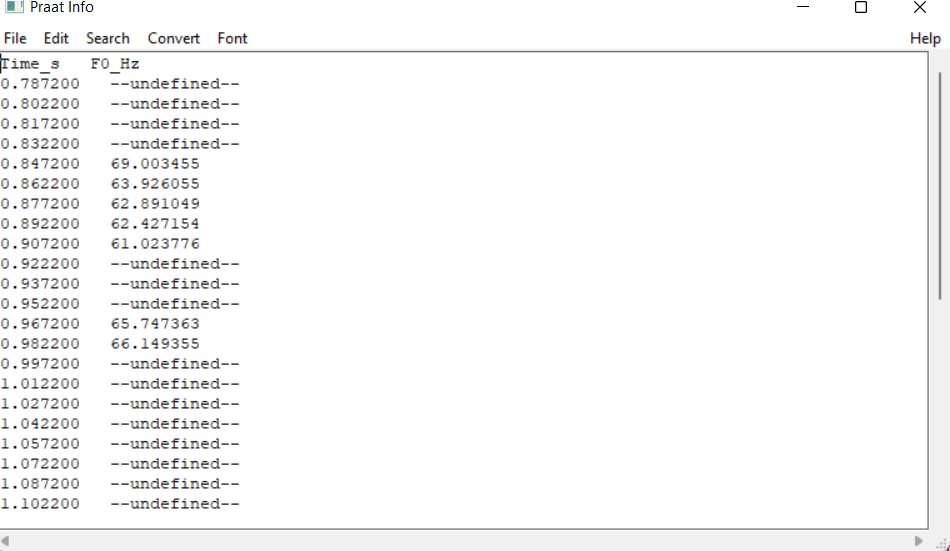 Praat Info
File Edit Search Convert Font Help
Time_s F0_Hz
0.787200 --undefined--
0.802200 --undefined--
0.817200 --undefined--
0.832200 --undefined--
0.847200 69.003455
0.862200 63.926055
0.877200 62.891049
0.892200 62.427154
0.907200 61.023776
0.922200 --undefined--
0.937200 --undefined--
0.952200 --undefined--
0.967200 65.747363
0.982200 66.149355
0.997200 --undefined--
1.012200 --undefined--
1.027200 --undefined--
1.042200 --undefined--
1.057200 --undefined--
1.072200 --undefined--
1.087200 --undefined--
1.102200 --undefined--